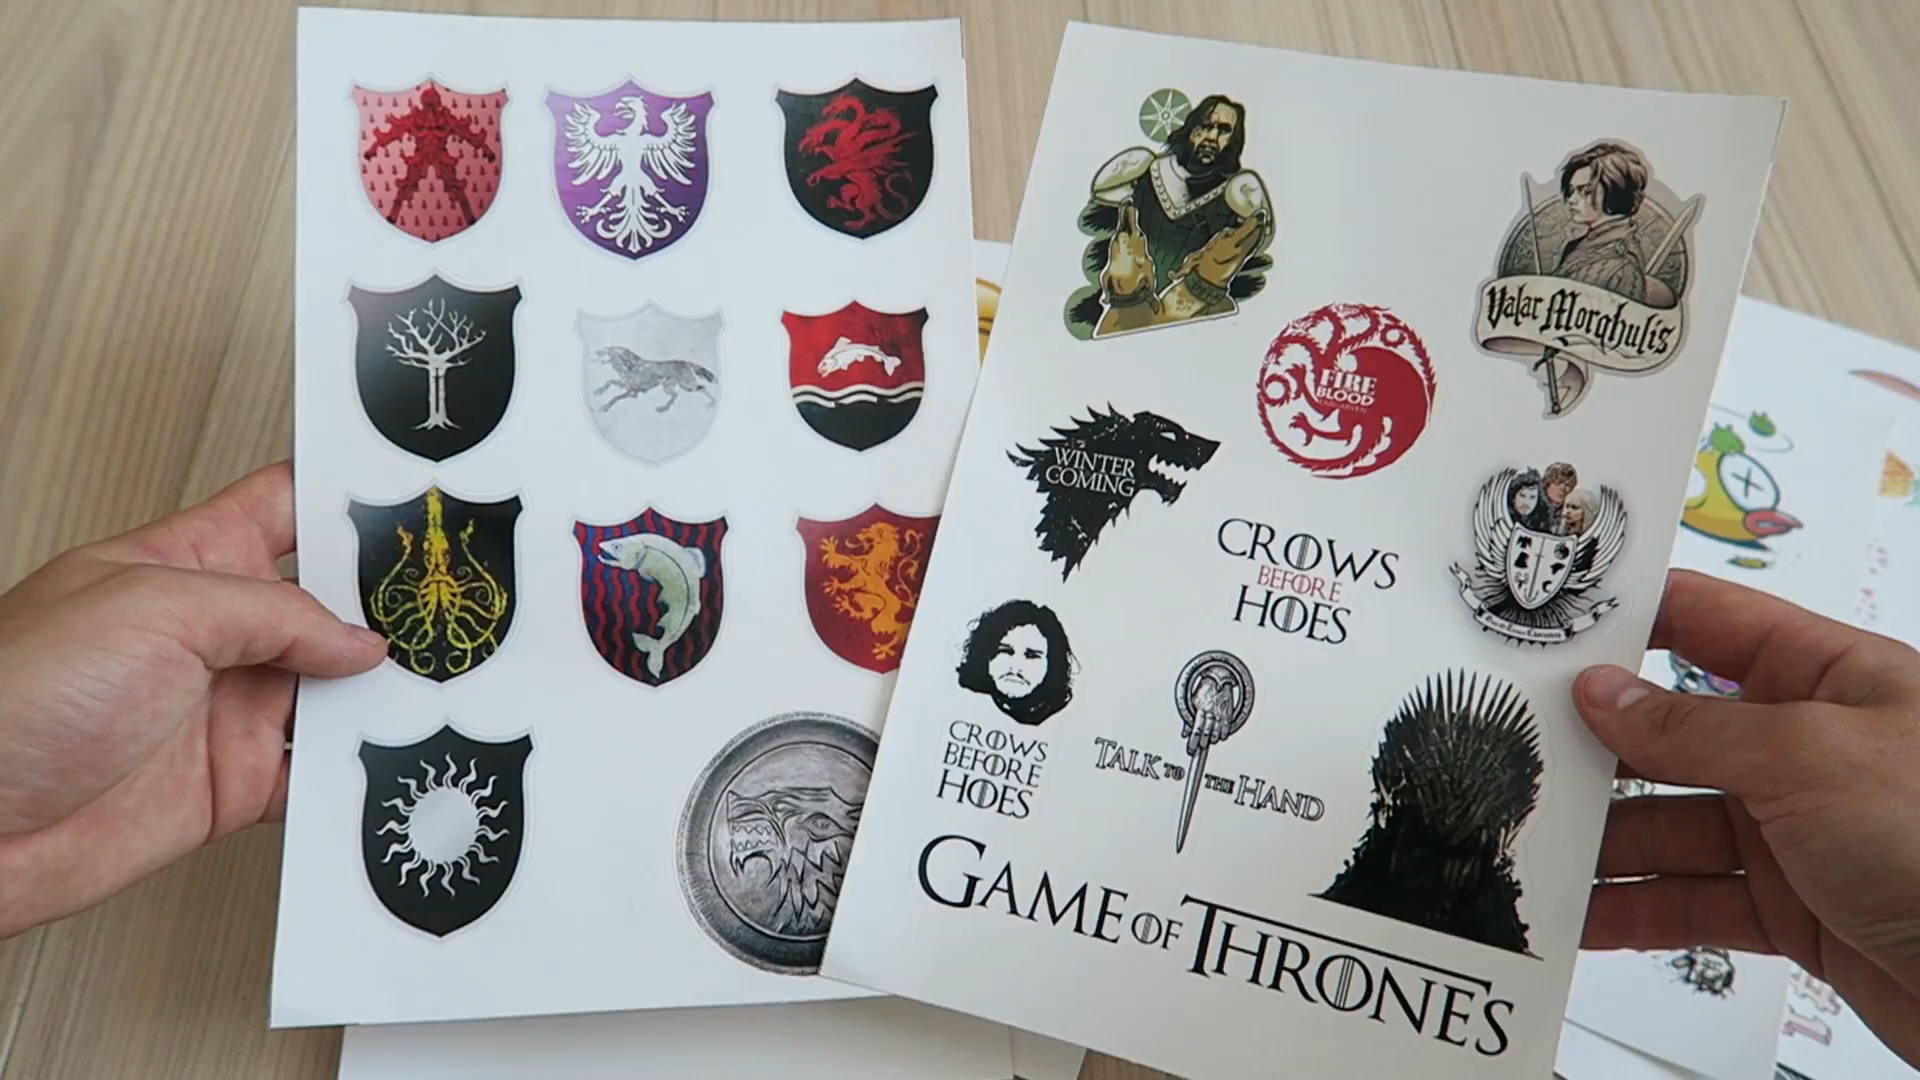 Valar Morghulis
FIRE
BLOOD
WINTER
COMING
CROWS
BEFORE
HOES
CROWS
BEFORE
HOES
TALK TO THE HAND
GAME OF THRONES